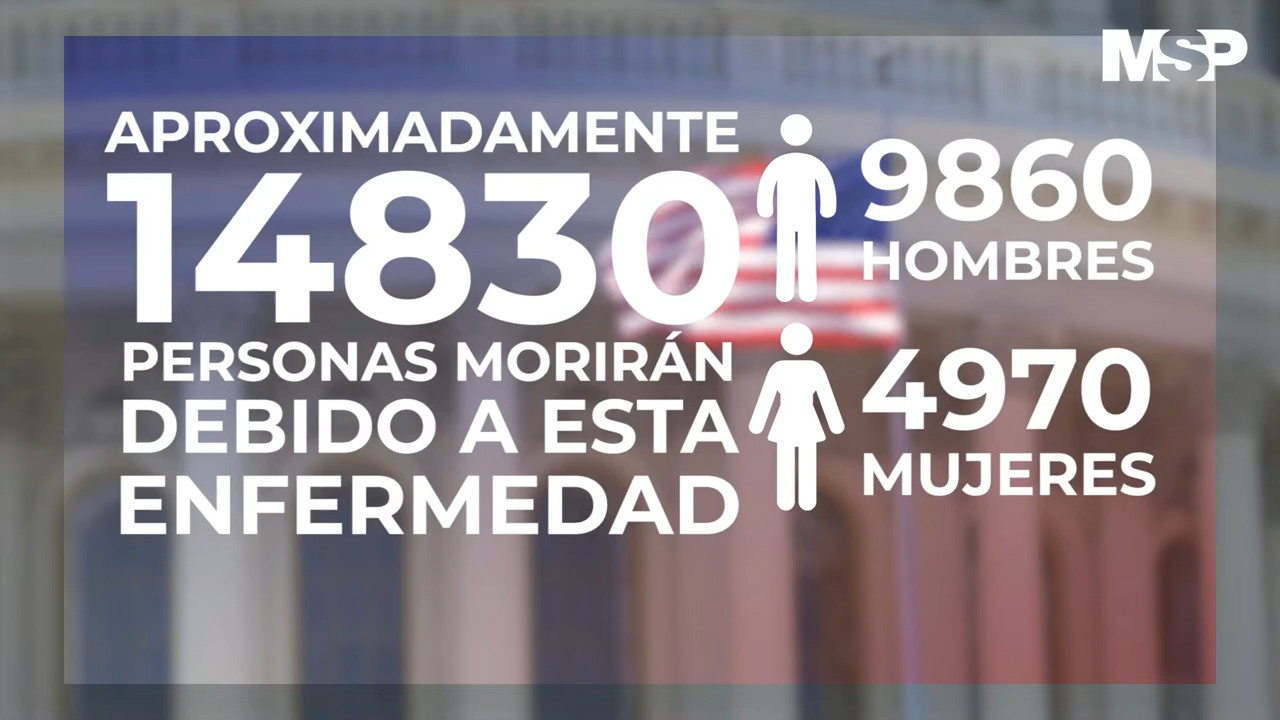 MSP
APROXIMADAMENTE
14830
PERSONAS MORIRÁN
DEBIDO A ESTA
ENFERMEDAD
9860
HOMBRES
4970
MUJERES